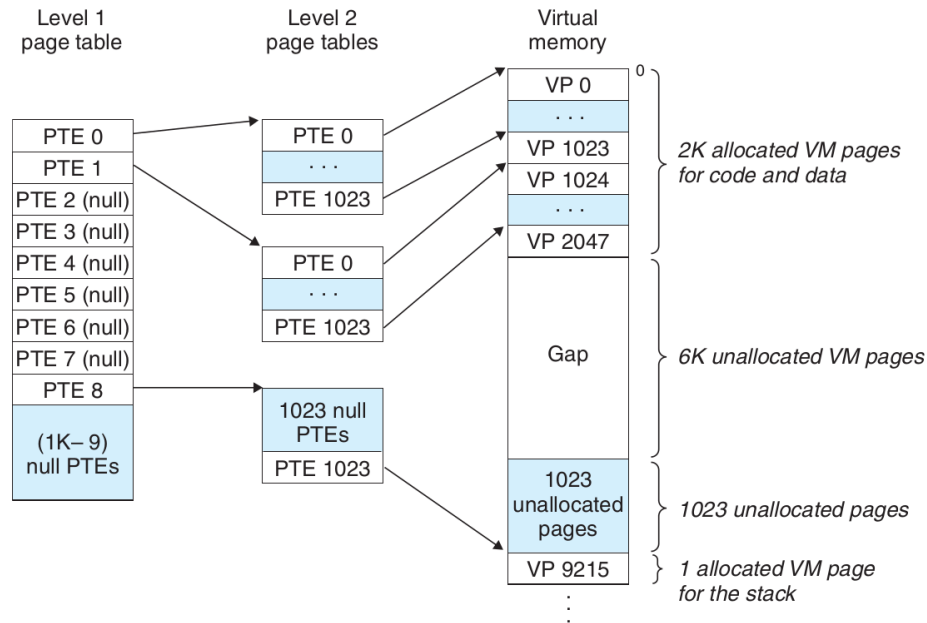 Level 1
page table
Level 2
page tables
Virtual
memory
PTE 0
PTE 1
PTE 2 (null)
PTE 3 (null)
PTE 4 (null)
PTE 5 (null)
PTE 6 (null)
PTE 7 (null)
PTE 8
(1K– 9)
null PTEs
PTE 0
. . .
PTE 1023
PTE 0
. . .
PTE 1023
1023 null
PTEs
PTE 1023
0
VP 0
. . .
VP 1023
VP 1024
. . .
VP 2047
Gap
1023
unallocated
pages
VP 9215
2K allocated VM pages
for code and data
6K unallocated VM pages
1023 unallocated pages
1 allocated VM page
for the stack